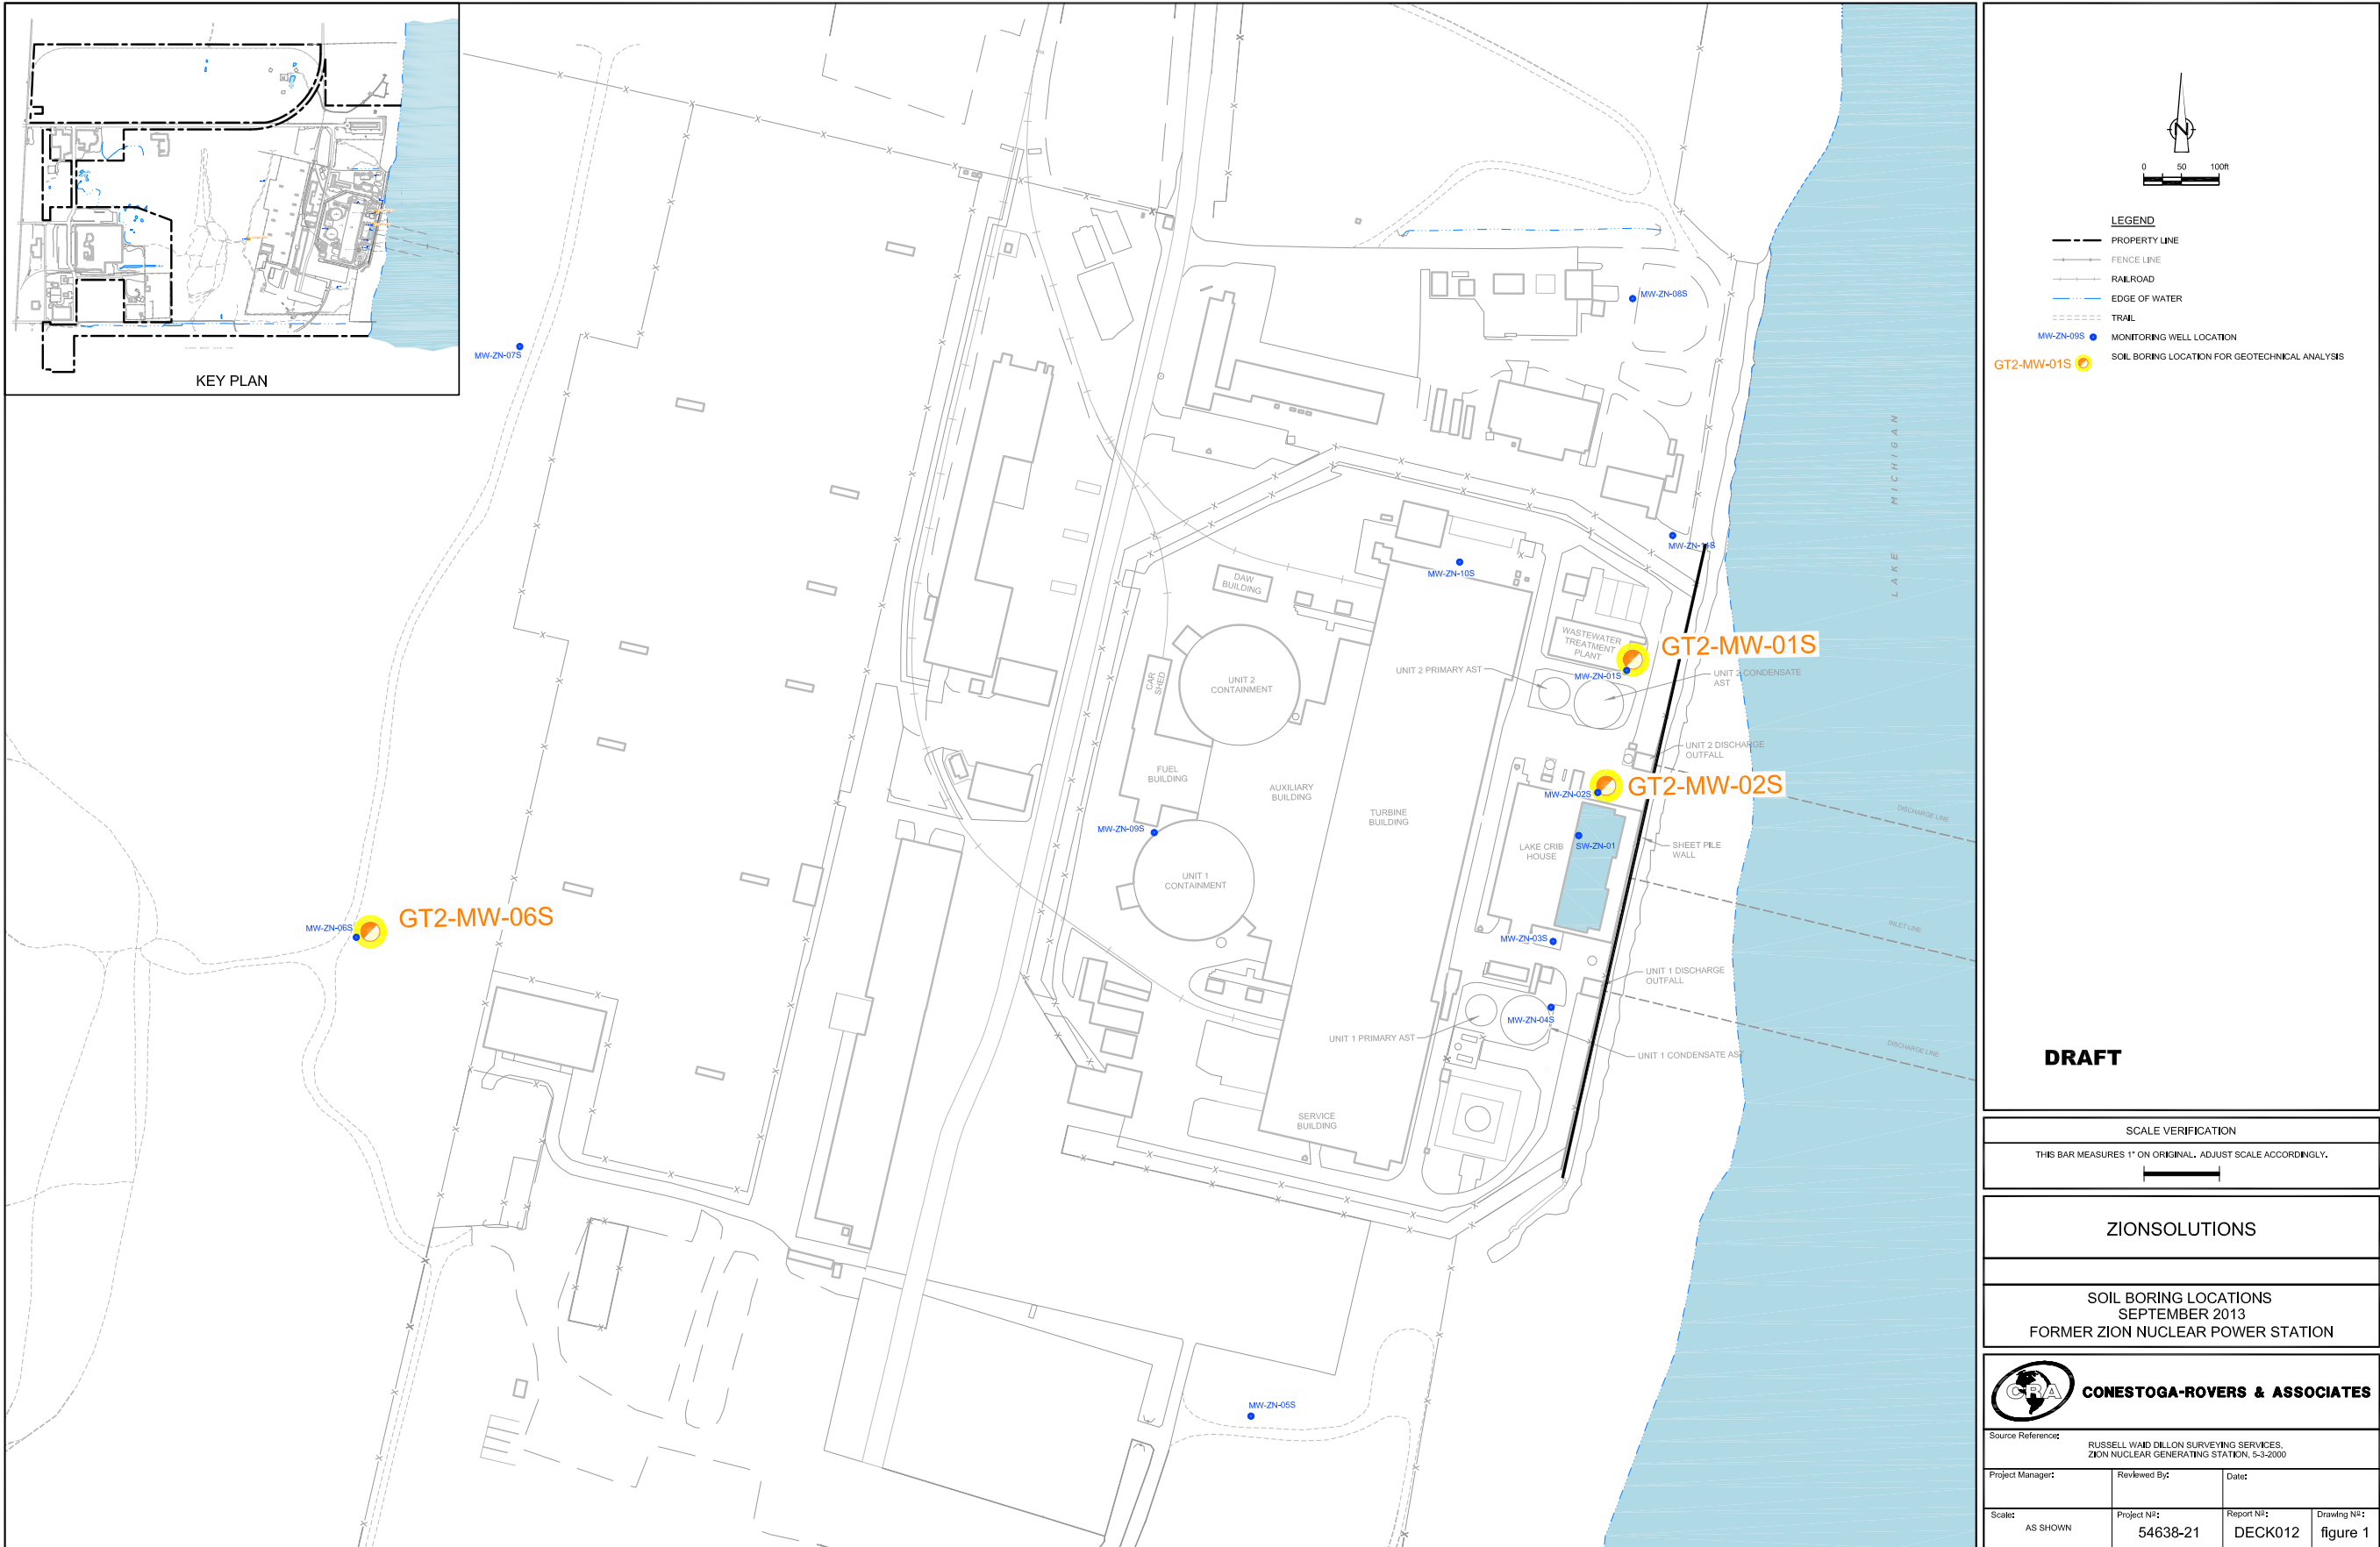 KEY PLAN
MW-ZN-07S
MW-ZN-08S
MW-ZN-11S
MW-ZN-10S
DAW
BUILDING
WASTEWATER
TREATMENT
PLANT
GT2-MW-01S
MW-ZN-01S
UNIT 2 PRIMARY AST
UNIT 2 CONDENSATE
AST
CAR
SHED
UNIT 2
CONTAINMENT
UNIT 2 DISCHARGE
OUTFALL
FUEL
BUILDING
AUXILIARY
BUILDING
TURBINE
BUILDING
GT2-MW-02S
MW-ZN-02S
DISCHARGE LINE
MW-ZN-09S
SW-ZN-01
LAKE CRIB
HOUSE
SHEET PILE
WALL
UNIT 1
CONTAINMENT
GT2-MW-06S
MW-ZN-06S
INLET LINE
MW-ZN-03S
UNIT 1 DISCHARGE
OUTFALL
MW-ZN-04S
UNIT 1 PRIMARY AST
UNIT 1 CONDENSATE AST
DISCHARGE LINE
SERVICE
BUILDING
MW-ZN-05S
LAKE MICHIGAN
N
0 50 100ft
LEGEND
PROPERTY LINE
FENCE LINE
RAILROAD
EDGE OF WATER
TRAIL
MW-ZN-09S MONITORING WELL LOCATION
GT2-MW-01S SOIL BORING LOCATION FOR GEOTECHNICAL ANALYSIS
DRAFT
SCALE VERIFICATION
THIS BAR MEASURES 1" ON ORIGINAL. ADJUST SCALE ACCORDINGLY.
ZIONSOLUTIONS
SOIL BORING LOCATIONS
SEPTEMBER 2013
FORMER ZION NUCLEAR POWER STATION
CRA CONESTOGA-ROVERS & ASSOCIATES
Source Reference:
RUSSELL WAID DILLON SURVEYING SERVICES,
ZION NUCLEAR GENERATING STATION, 5-3-2000
Project Manager: Reviewed By: Date:
Scale: Project Nº: Report Nº: Drawing Nº:
AS SHOWN 54638-21 DECK012 figure 1